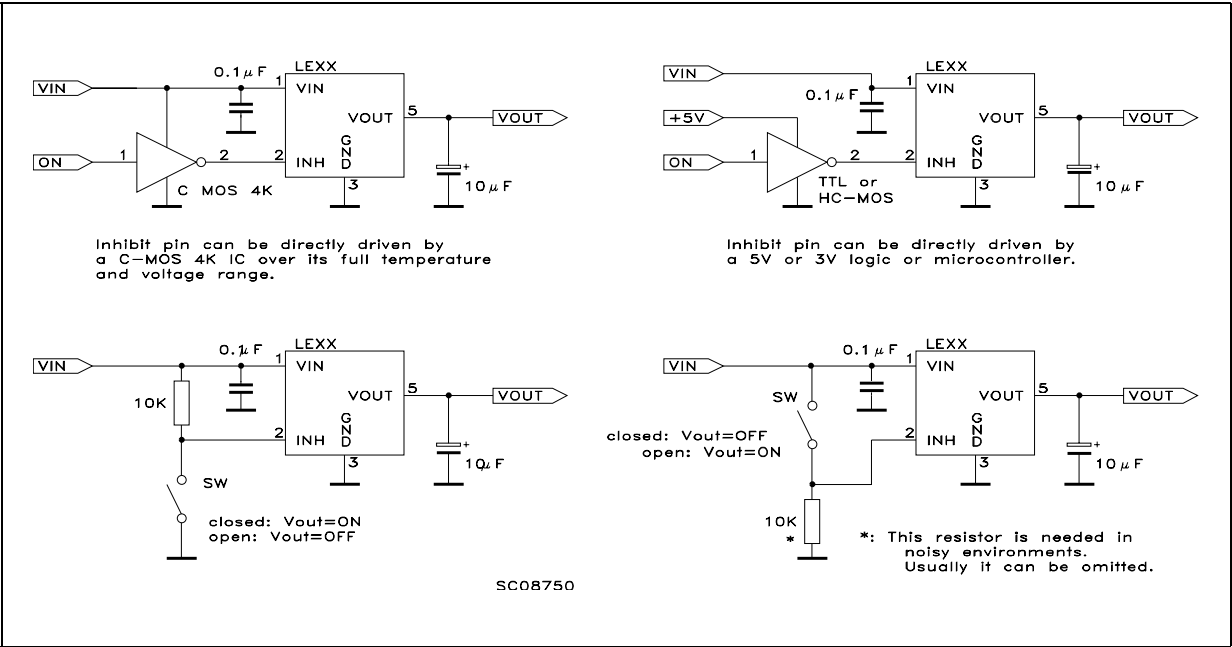 LEXX
0.1μF
VIN
1
VIN
VOUT
5
VOUT
GND
ON
1
2
2
INH
3
C MOS 4K
+
10μF
Inhibit pin can be directly driven by
a C-MOS 4K IC over its full temperature
and voltage range.
LEXX
VIN
1
VIN
0.1μF
+5V
VOUT
5
VOUT
GND
ON
1
2
2
INH
3
TTL or
HC-MOS
+
10μF
Inhibit pin can be directly driven by
a 5V or 3V logic or microcontroller.
LEXX
0.1μF
VIN
1
VIN
10K
VOUT
5
VOUT
GND
2
INH
3
+
10μF
SW
closed: Vout=ON
open: Vout=OFF
LEXX
0.1μF
VIN
1
VIN
SW
VOUT
5
VOUT
GND
closed: Vout=OFF
open: Vout=ON
2
INH
3
+
10μF
10K
*
*: This resistor is needed in
noisy environments.
Usually it can be omitted.
SC08750